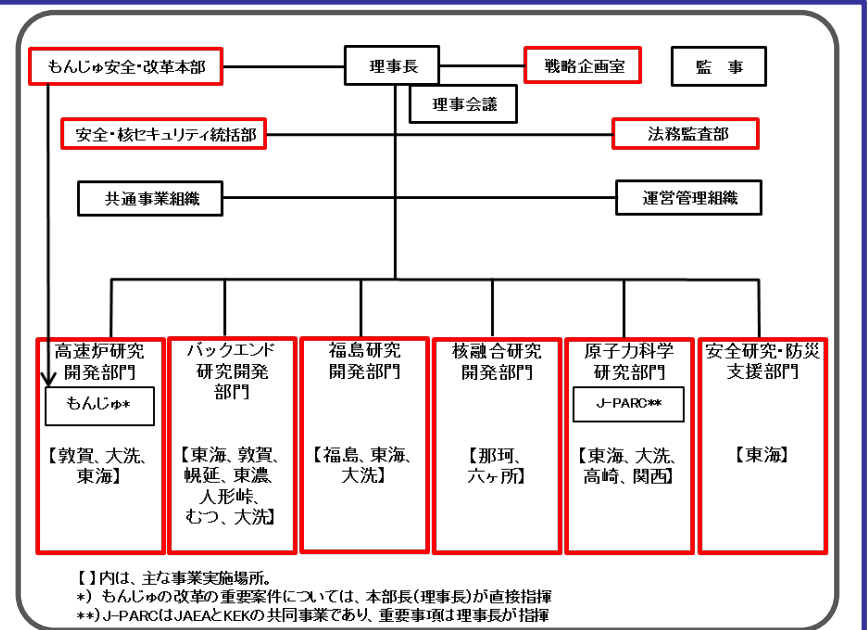 もんじゅ安全・改革本部
理事長
戦略企画室
監　事
理事会議
安全・核セキュリティ統括部
法務監査部
共通事業組織
運営管理組織
高速炉研究
開発部門
もんじゅ*
【敦賀、大洗、
東海】
バックエンド
研究開発
部門
【東海、敦賀、
幌延、東濃、
人形峠、
むつ、大洗】
福島研究
開発部門
【福島、東海、
大洗】
核融合研究
開発部門
【那珂、
六ヶ所】
原子力科学
研究部門
J-PARC**
【東海、大洗、
高崎、関西】
安全研究・防災
支援部門
【東海】
【 】内は、主な事業実施場所。
*） もんじゅの改革の重要案件については、本部長(理事長)が直接指揮
**）J-PARCはJAEAとKEKの共同事業であり、重要事項は理事長が指揮